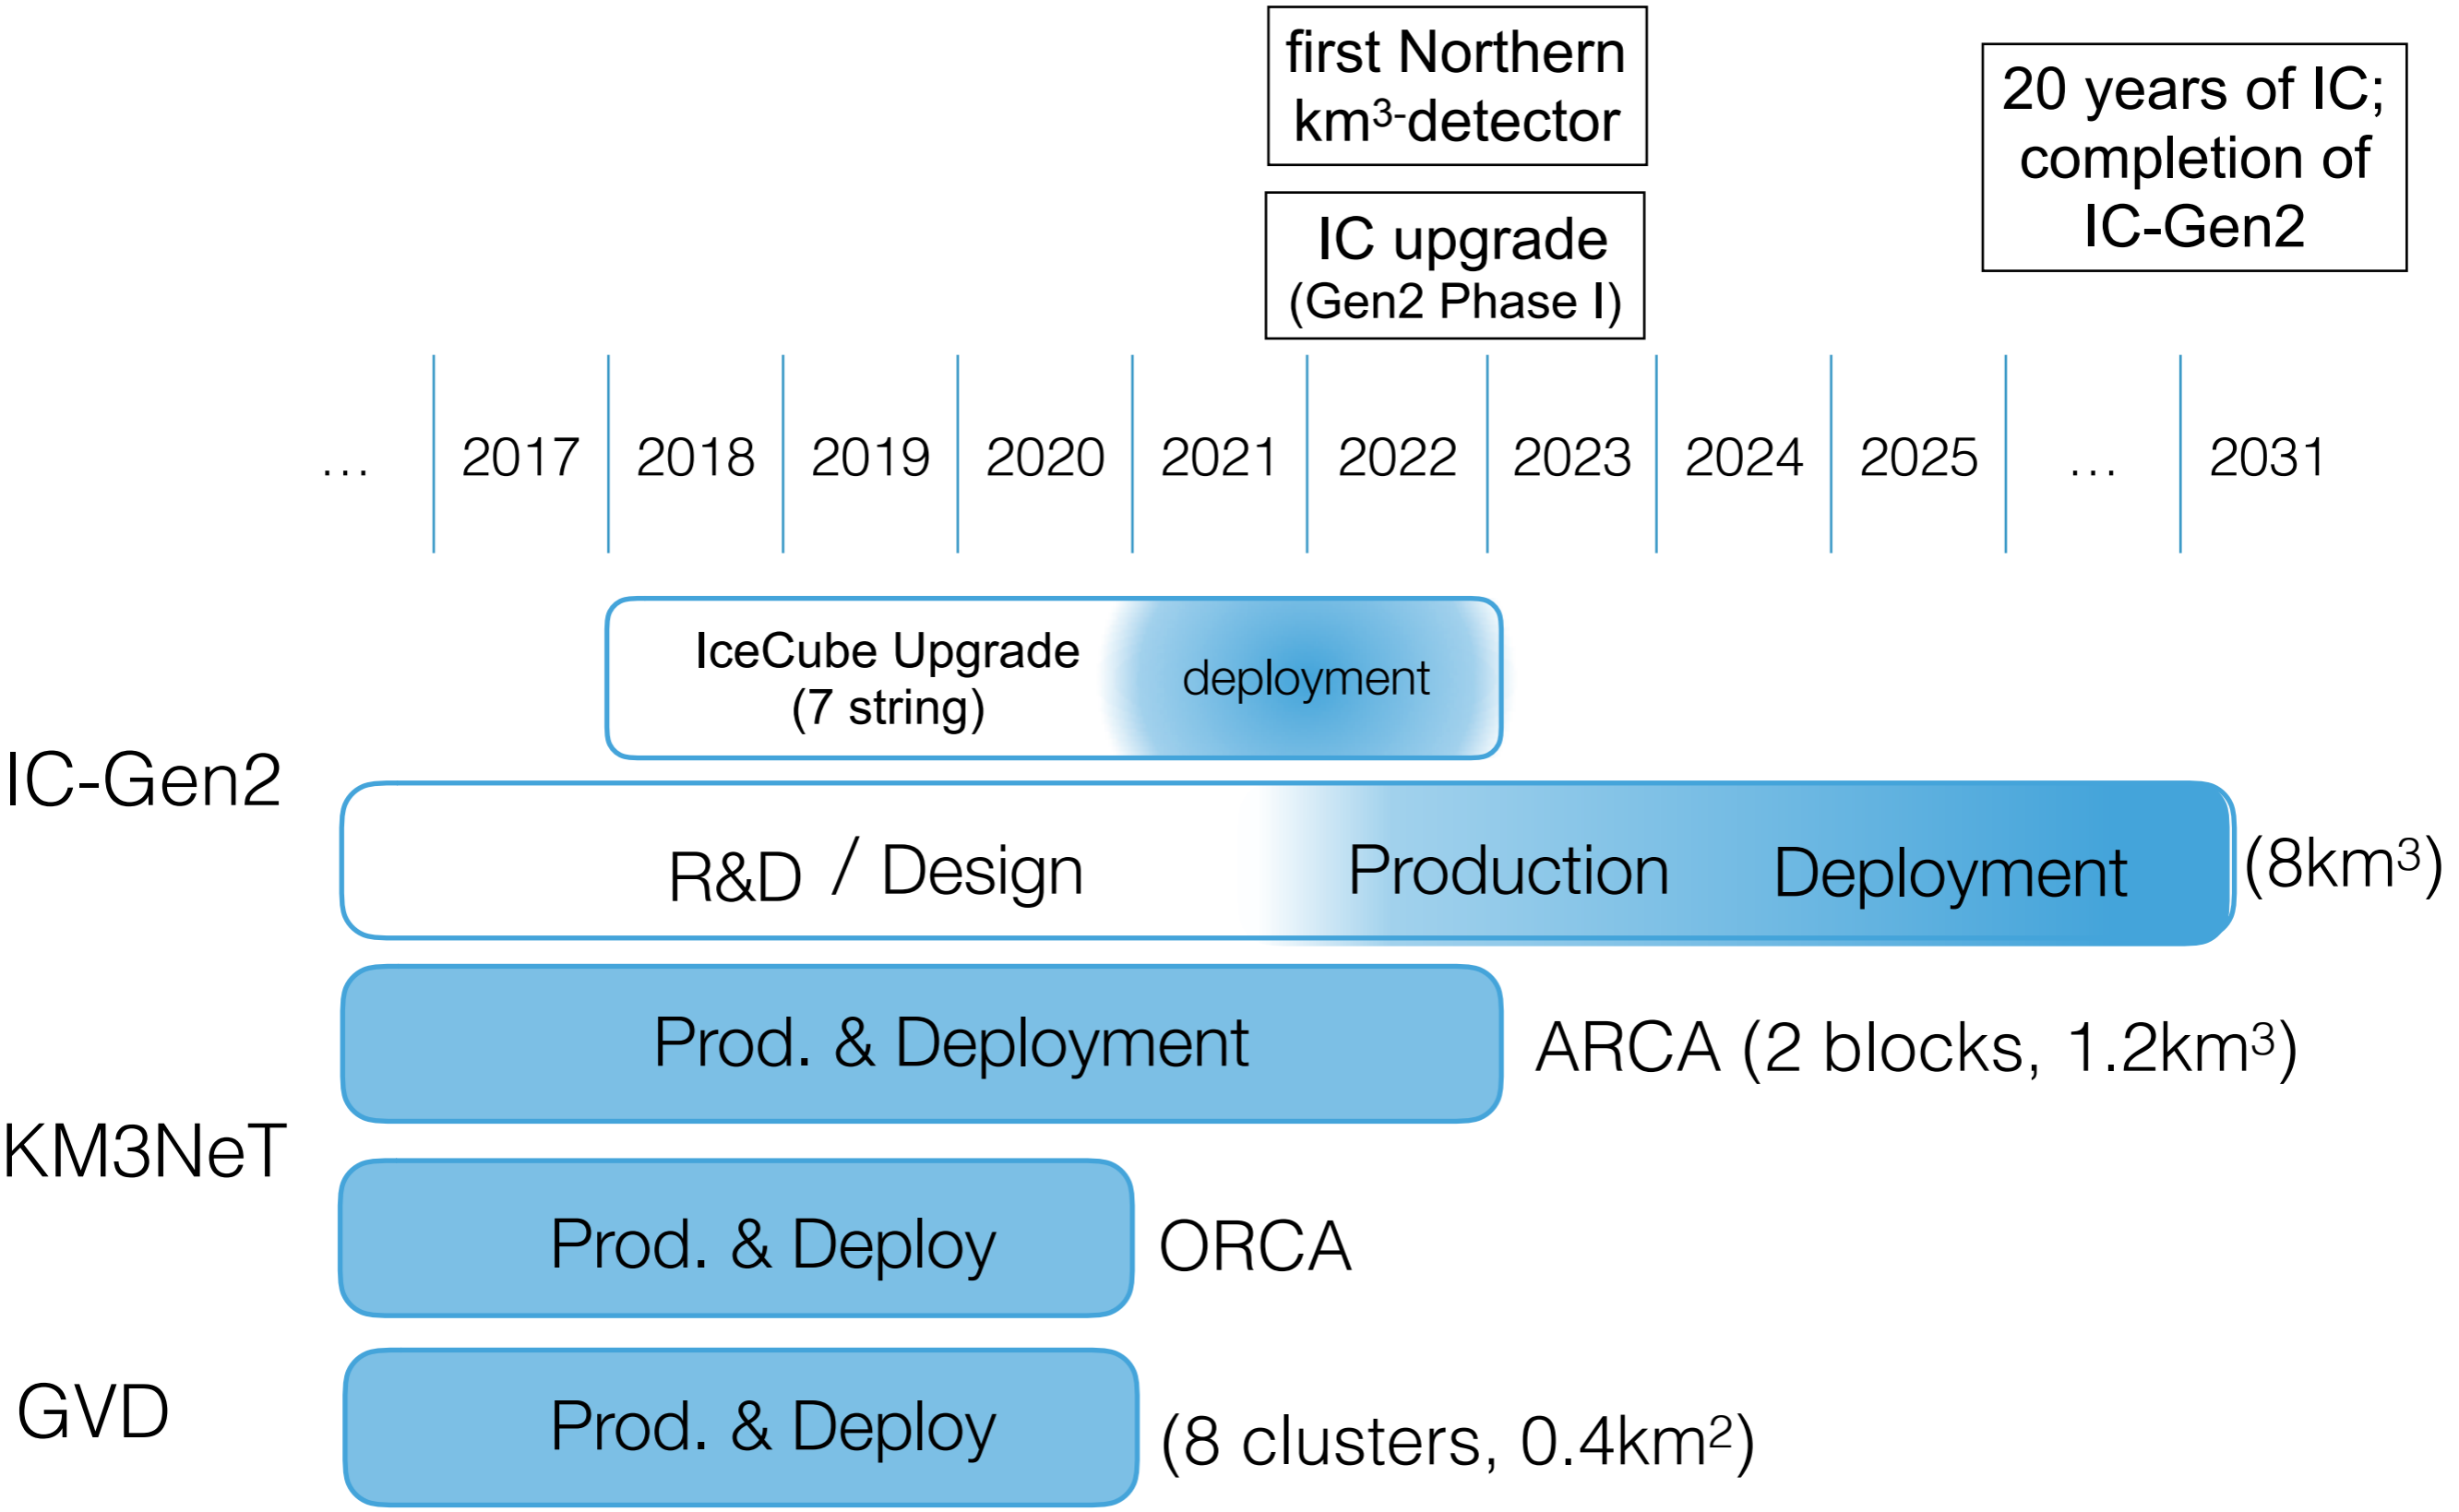 first Northern
km³-detector
20 years of IC;
completion of
IC-Gen2
IC upgrade
(Gen2 Phase I)
... 2017 2018 2019 2020 2021 2022 2023 2024 2025 ... 2031
IceCube Upgrade
(7 string)
deployment
IC-Gen2
R&D / Design Production Deployment (8km³)
Prod. & Deployment ARCA (2 blocks, 1.2km³)
KM3NeT
Prod. & Deploy ORCA
GVD
Prod. & Deploy (8 clusters, 0.4km²)